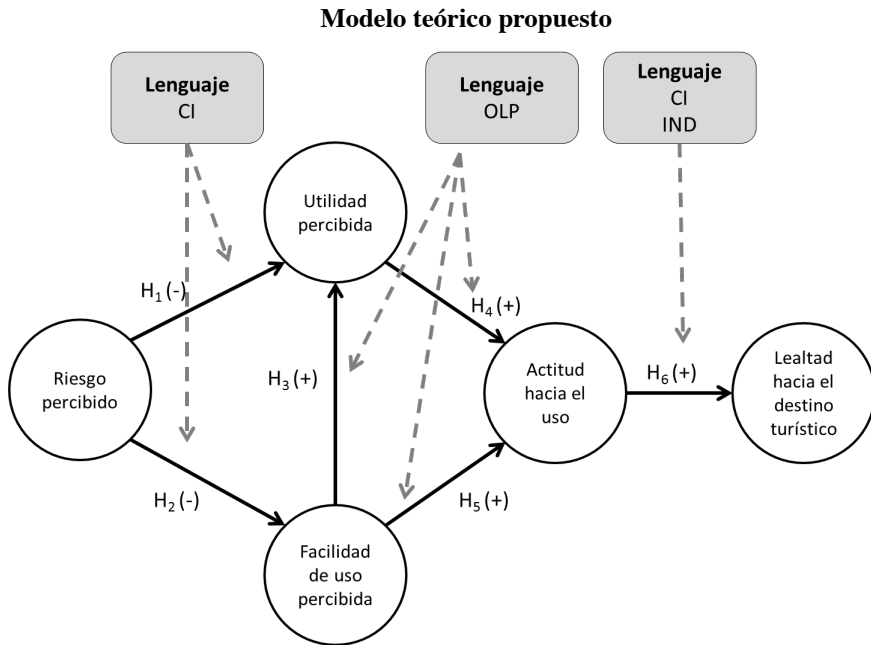 Modelo teórico propuesto
Lenguaje
CI
Lenguaje
OLP
Lenguaje
CI
IND
Utilidad
percibida
H₁ (-)
H₄ (+)
Riesgo
percibido
H₃ (+)
Actitud
hacia el
uso
H₆ (+)
Lealtad
hacia el
destino
turístico
H₂ (-)
H₅ (+)
Facilidad
de uso
percibida